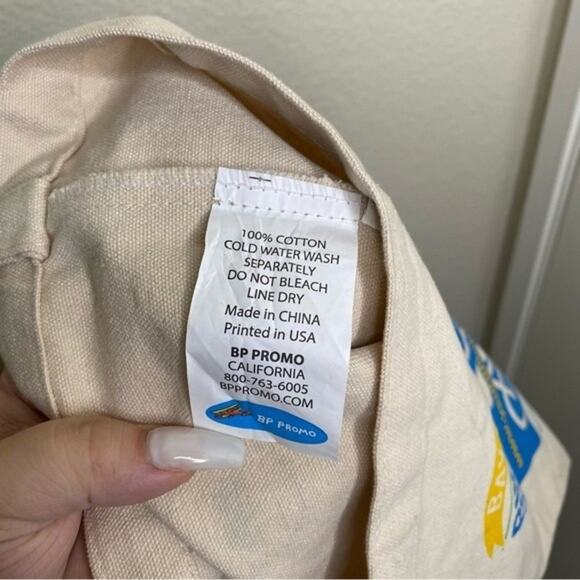 100% COTTON
COLD WATER WASH
SEPARATELY
DO NOT BLEACH
LINE DRY
Made in CHINA
Printed in USA
BP PROMO
CALIFORNIA
800-763-6005
BPPROMO.COM
BP PROMO